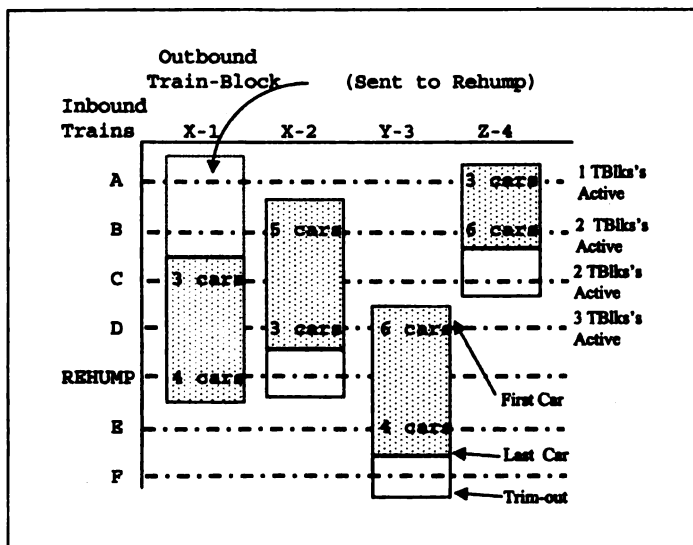 Outbound
Train-Block (Sent to Rehump)
Inbound
Trains X-1 X-2 Y-3 Z-4
A 3 cars 1 TBlks's
Active
B 5 cars 6 cars 2 TBlks's
Active
C 3 cars 2 TBlks's
Active
D 3 cars 6 cars 3 TBlks's
Active
REHUMP 4 cars
First Car
E 4 cars
Last Car
F
Trim-out